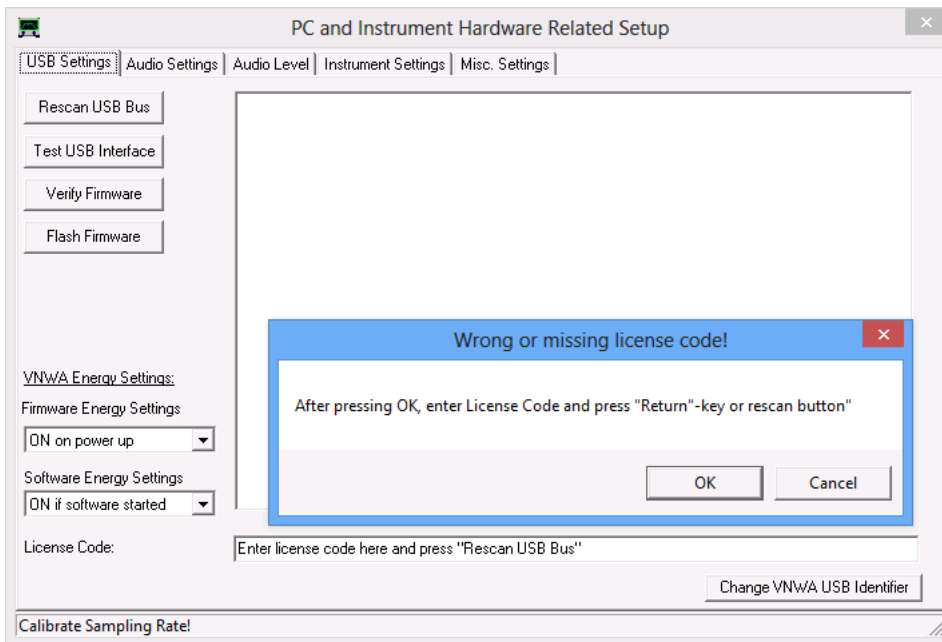 PC and Instrument Hardware Related Setup
USB Settings Audio Settings Audio Level Instrument Settings Misc. Settings
Rescan USB Bus
Test USB Interface
Verify Firmware
Flash Firmware
Wrong or missing license code!
After pressing OK, enter License Code and press "Return"-key or rescan button"
OK Cancel
VNWA Energy Settings:
Firmware Energy Settings
ON on power up
Software Energy Settings
ON if software started
License Code: Enter license code here and press "Rescan USB Bus"
Change VNWA USB Identifier
Calibrate Sampling Rate!